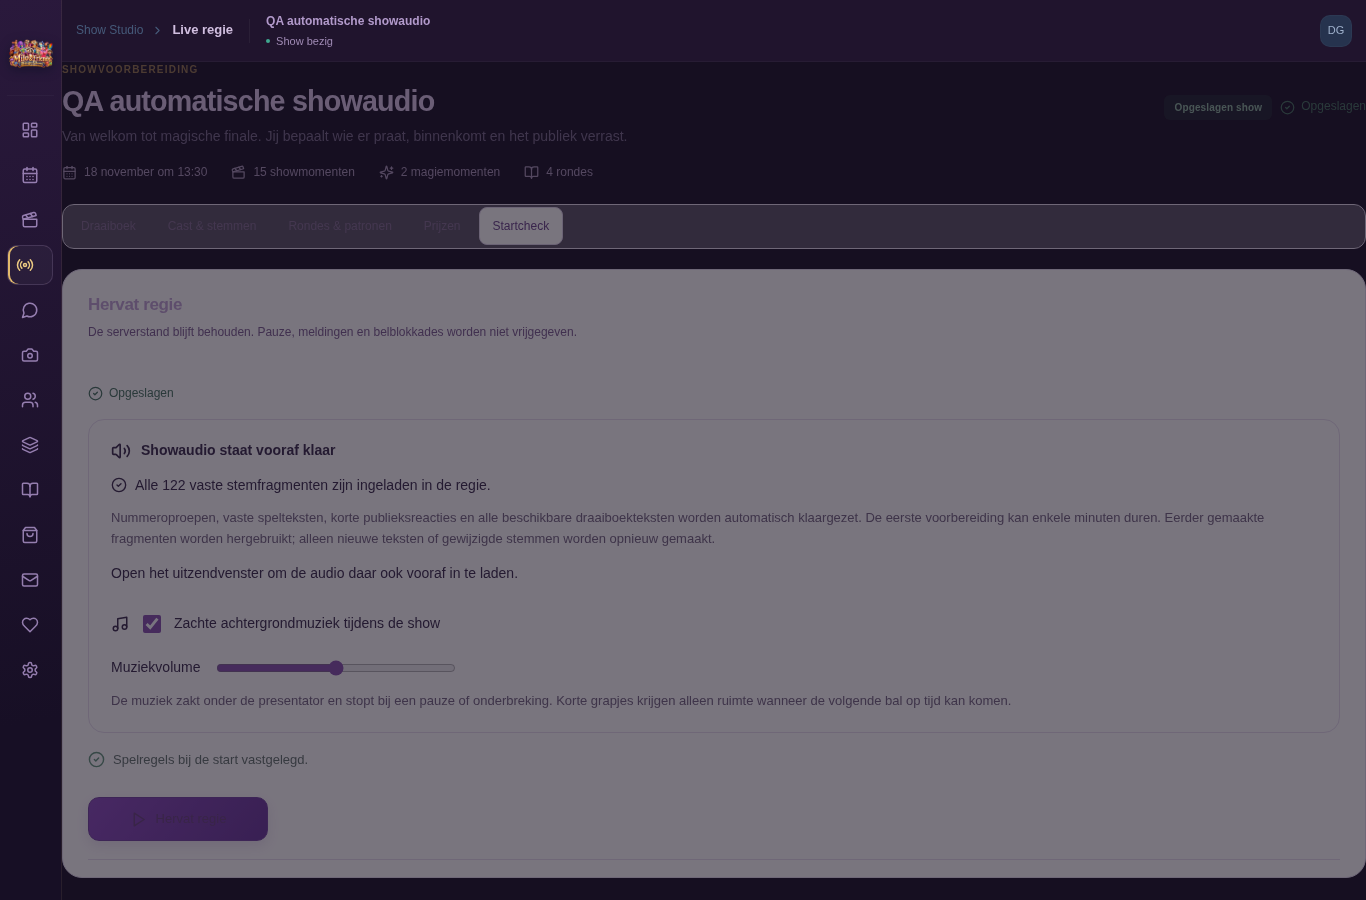 Show Studio
Live regie
QA automatische showaudio
Show bezig
DG
SHOWVOORBEREIDING
QA automatische showaudio
Opgeslagen show
Opgeslagen
Van welkom tot magische finale. Jij bepaalt wie er praat, binnenkomt en het publiek verrast.
18 november om 13:30
15 showmomenten
2 magiemomenten
4 rondes
Draaiboek
Cast & stemmen
Rondes & patronen
Prijzen
Startcheck
Hervat regie
De serverstand blijft behouden. Pauze, meldingen en belblokkades worden niet vrijgegeven.
Opgeslagen
Showaudio staat vooraf klaar
Alle 122 vaste stemfragmenten zijn ingeladen in de regie.
Nummeroproepen, vaste spelteksten, korte publieksreacties en alle beschikbare draaiboekteksten worden automatisch klaargezet. De eerste voorbereiding kan enkele minuten duren. Eerder gemaakte
fragmenten worden hergebruikt; alleen nieuwe teksten of gewijzigde stemmen worden opnieuw gemaakt.
Open het uitzendvenster om de audio daar ook vooraf in te laden.
Zachte achtergrondmuziek tijdens de show
Muziekvolume
De muziek zakt onder de presentator en stopt bij een pauze of onderbreking. Korte grapjes krijgen alleen ruimte wanneer de volgende bal op tijd kan komen.
Spelregels bij de start vastgelegd.